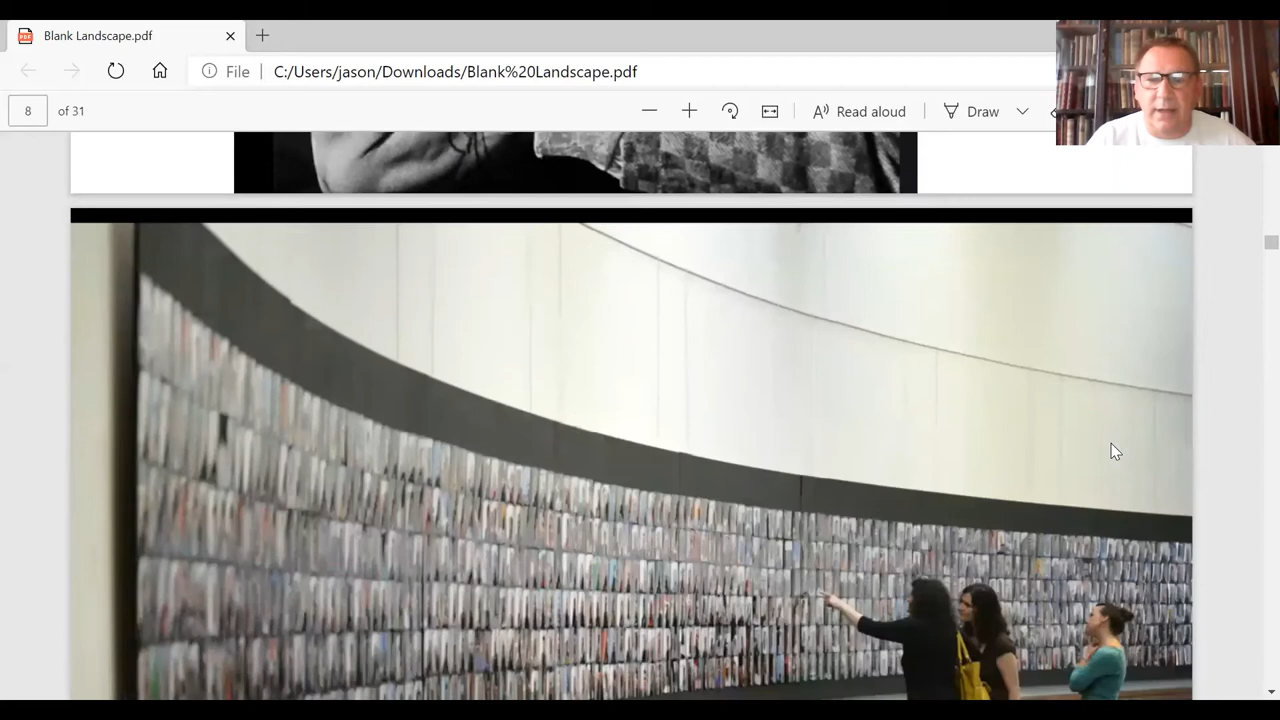 Blank Landscape.pdf
File
C:/Users/jason/Downloads/Blank%20Landscape.pdf
8 of 31
Read aloud
Draw